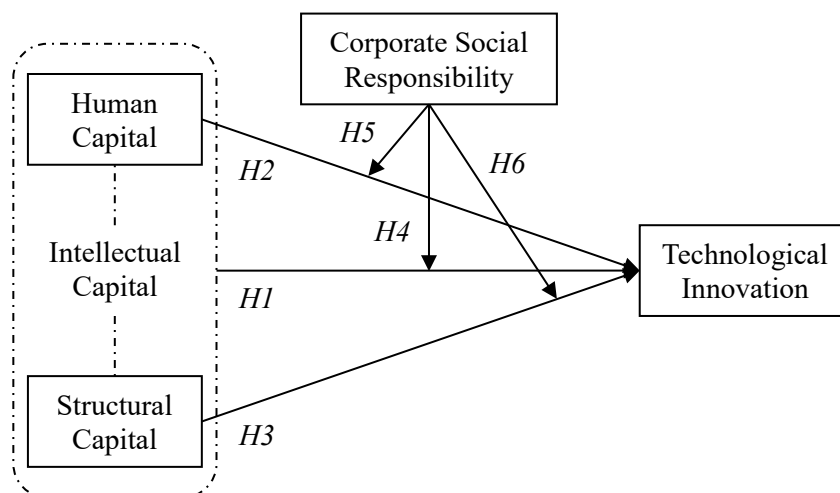 Corporate Social
Responsibility
Human
Capital
H5
H2
H6
Intellectual
Capital
H4
Technological
Innovation
H1
Structural
Capital
H3